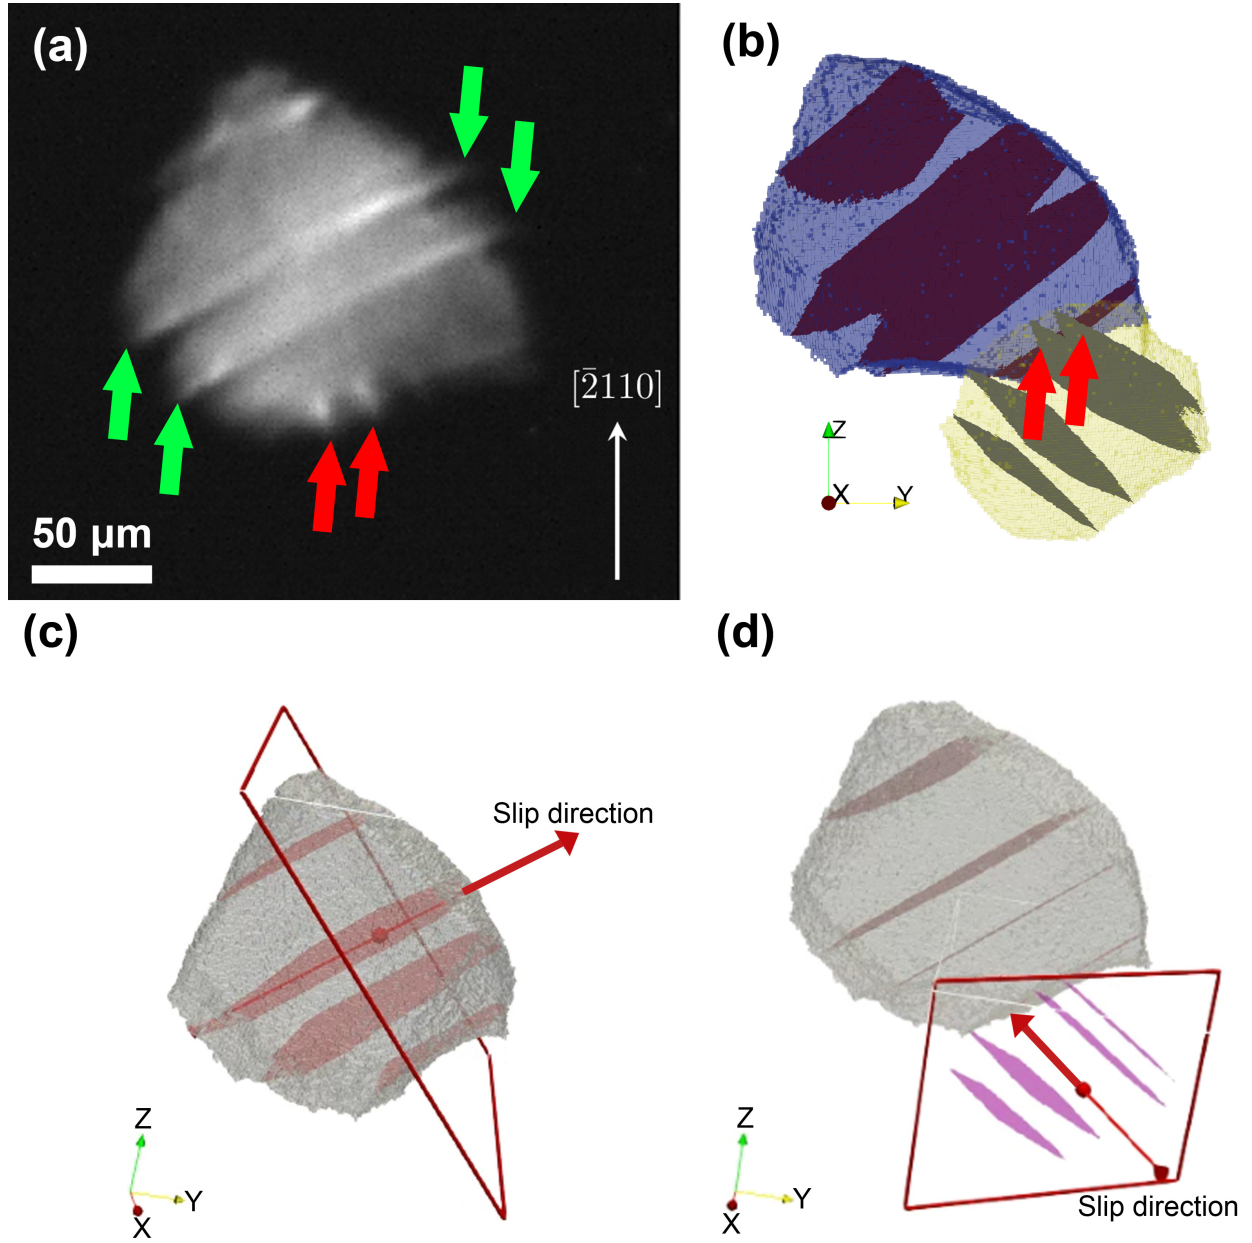 (a)
(b)
[2̄110]
50 µm
Z
X
Y
(c)
(d)
Slip direction
Z
Y
X
Z
Y
X
Slip direction